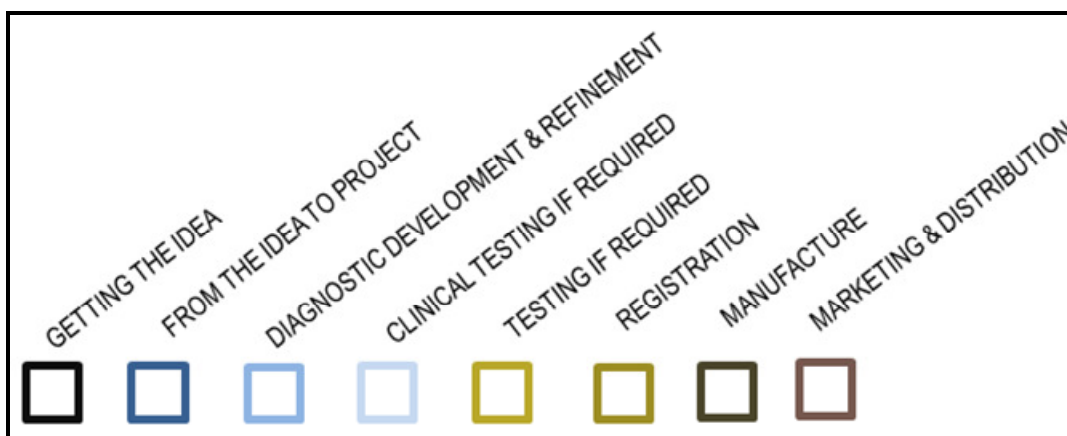 GETTING THE IDEA
FROM THE IDEA TO PROJECT
DIAGNOSTIC DEVELOPMENT & REFINEMENT
CLINICAL TESTING IF REQUIRED
TESTING IF REQUIRED
REGISTRATION
MANUFACTURE
MARKETING & DISTRIBUTION